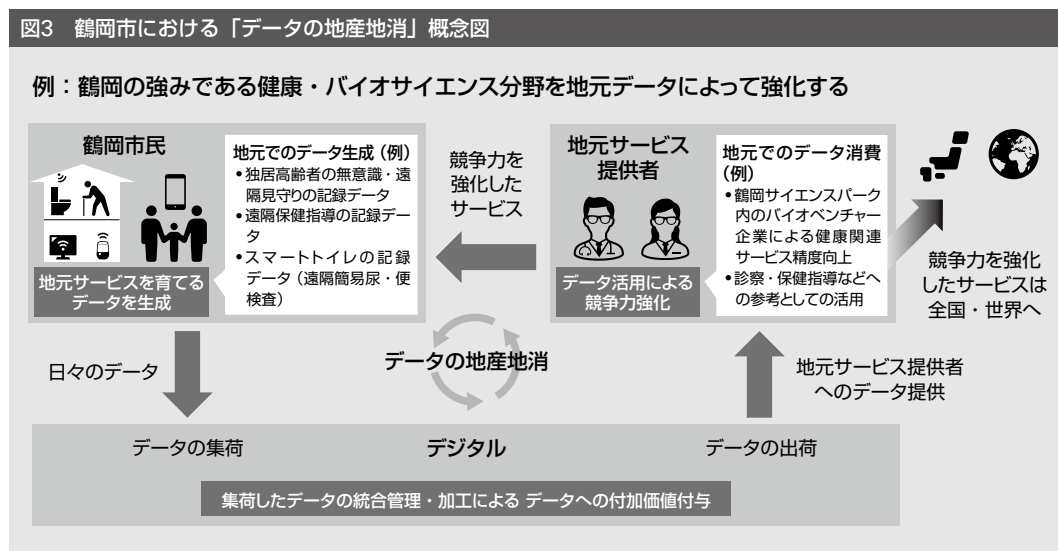 図3　鶴岡市における「データの地産地消」概念図
例：鶴岡の強みである健康・バイオサイエンス分野を地元データによって強化する
鶴岡市民
地元サービスを育てる
データを生成
地元でのデータ生成（例）
•独居高齢者の無意識・遠
隔見守りの記録データ
•遠隔保健指導の記録デー
タ
•スマートトイレの記録
データ（遠隔簡易尿・便
検査）
競争力を
強化した
サービス
地元サービス
提供者
データ活用による
競争力強化
地元でのデータ消費
（例）
•鶴岡サイエンスパーク
内のバイオベンチャー
企業による健康関連
サービス精度向上
•診察・保健指導などへ
の参考としての活用
競争力を強化
したサービスは
全国・世界へ
日々のデータ
データの地産地消
地元サービス提供者
へのデータ提供
データの集荷
デジタル
データの出荷
集荷したデータの統合管理・加工による データへの付加価値付与